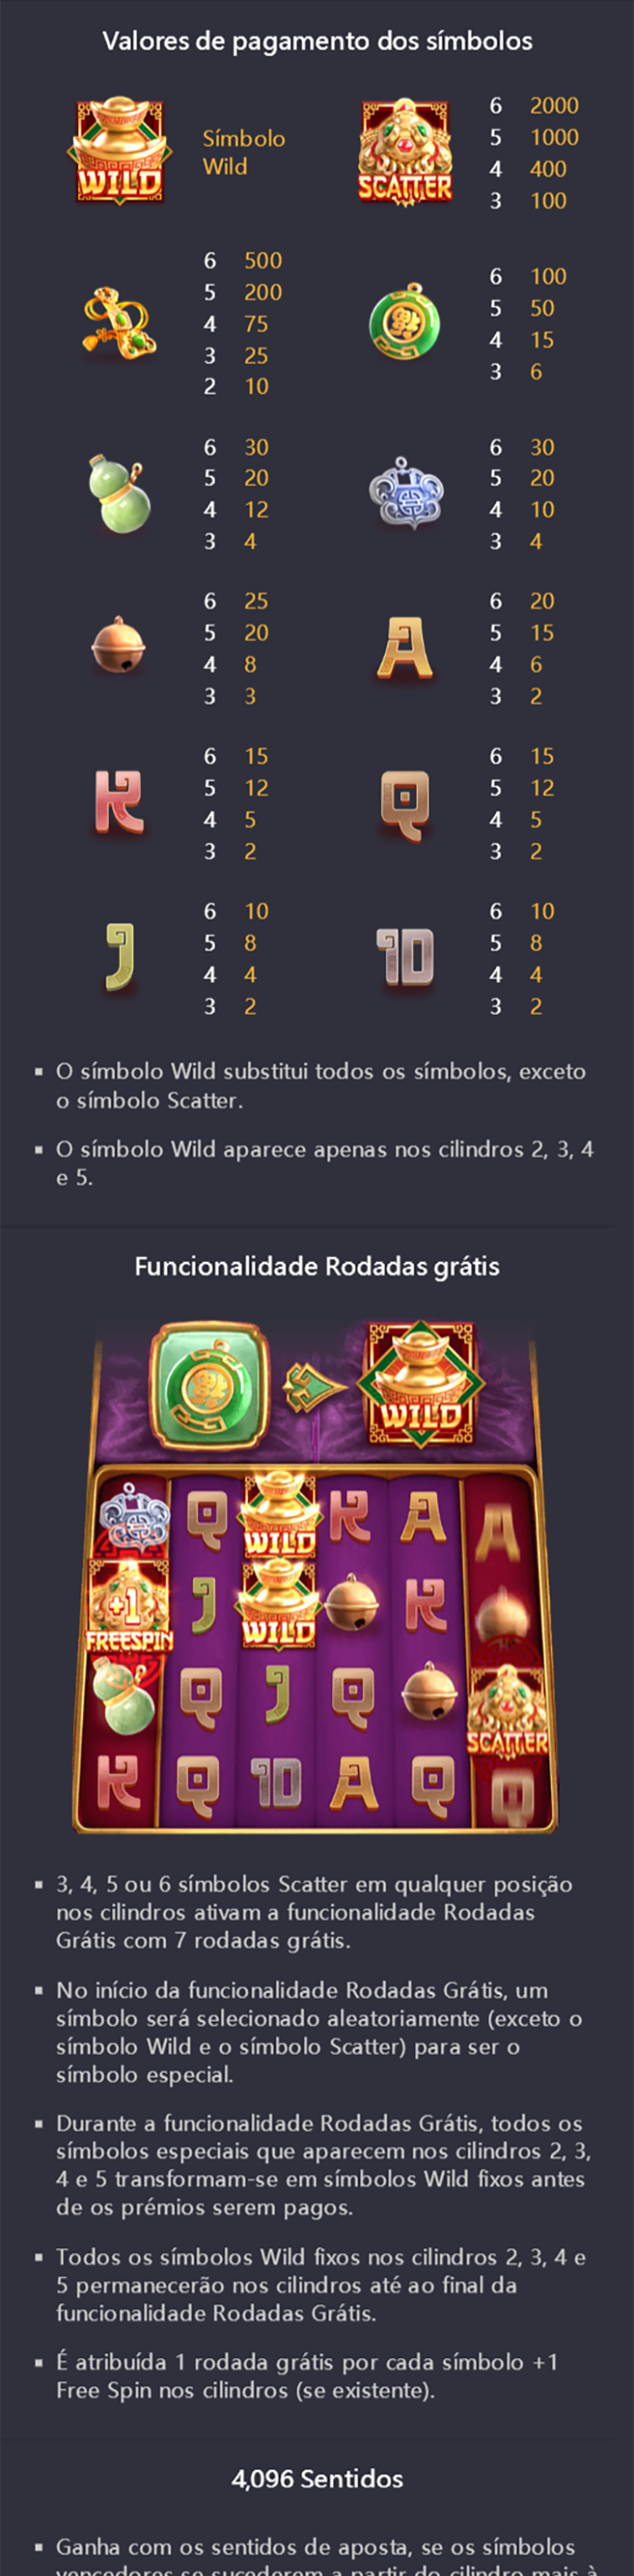 Valores de pagamento dos símbolos
WILD
Símbolo
Wild
SCATTER
6 2000
5 1000
4 400
3 100
6 500
5 200
4 75
3 25
2 10
6 100
5 50
4 15
3 6
6 30
5 20
4 12
3 4
6 30
5 20
4 10
3 4
6 25
5 20
4 8
3 3
A
6 20
5 15
4 6
3 2
K
6 15
5 12
4 5
3 2
Q
6 15
5 12
4 5
3 2
J
6 10
5 8
4 4
3 2
10
6 10
5 8
4 4
3 2
O símbolo Wild substitui todos os símbolos, exceto
o símbolo Scatter.
O símbolo Wild aparece apenas nos cilindros 2, 3, 4
e 5.
Funcionalidade Rodadas grátis
WILD
Q WILD K A A
+1
FREESPIN J WILD K
Q J Q SCATTER
K Q 10 A Q Q
3, 4, 5 ou 6 símbolos Scatter em qualquer posição
nos cilindros ativam a funcionalidade Rodadas
Grátis com 7 rodadas grátis.
No início da funcionalidade Rodadas Grátis, um
símbolo será selecionado aleatoriamente (exceto o
símbolo Wild e o símbolo Scatter) para ser o
símbolo especial.
Durante a funcionalidade Rodadas Grátis, todos os
símbolos especiais que aparecem nos cilindros 2, 3,
4 e 5 transformam-se em símbolos Wild fixos antes
de os prémios serem pagos.
Todos os símbolos Wild fixos nos cilindros 2, 3, 4 e
5 permanecerão nos cilindros até ao final da
funcionalidade Rodadas Grátis.
É atribuída 1 rodada grátis por cada símbolo +1
Free Spin nos cilindros (se existente).
4,096 Sentidos
Ganha com os sentidos de aposta, se os símbolos
vencedores se sucederem a partir do cilindro mais à